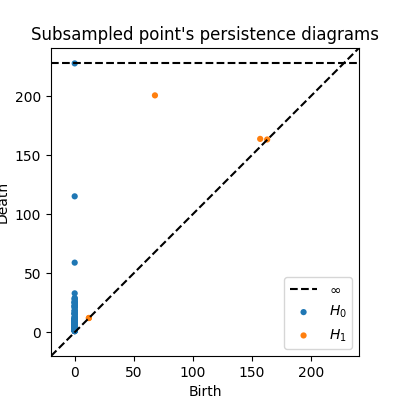 Subsampled point's persistence diagrams
200
150
100
50
0
Death
0 50 100 150 200
Birth
∞
H₀
H₁